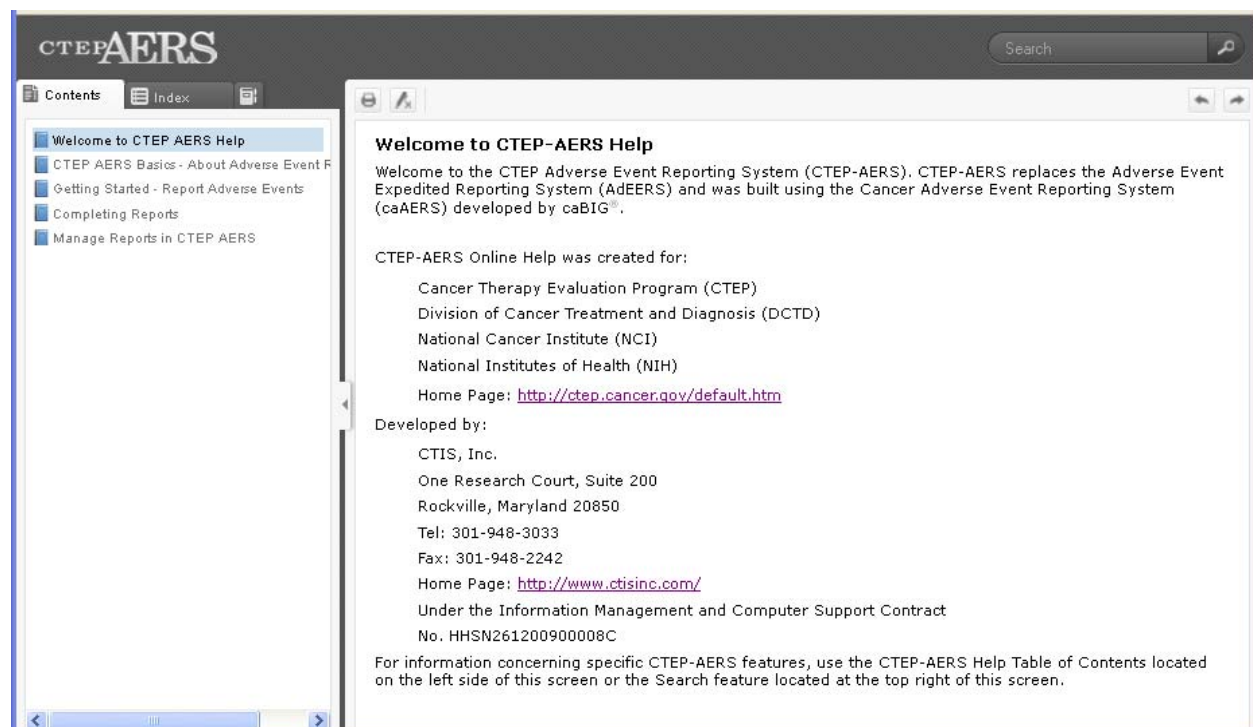 CTEPAERS
Search
Contents
Index
Welcome to CTEP AERS Help
CTEP AERS Basics - About Adverse Event R
Getting Started - Report Adverse Events
Completing Reports
Manage Reports in CTEP AERS
Welcome to CTEP-AERS Help
Welcome to the CTEP Adverse Event Reporting System (CTEP-AERS). CTEP-AERS replaces the Adverse Event
Expedited Reporting System (AdEERS) and was built using the Cancer Adverse Event Reporting System
(caAERS) developed by caBIG®.
CTEP-AERS Online Help was created for:
Cancer Therapy Evaluation Program (CTEP)
Division of Cancer Treatment and Diagnosis (DCTD)
National Cancer Institute (NCI)
National Institutes of Health (NIH)
Home Page: http://ctep.cancer.gov/default.htm
Developed by:
CTIS, Inc.
One Research Court, Suite 200
Rockville, Maryland 20850
Tel: 301-948-3033
Fax: 301-948-2242
Home Page: http://www.ctisinc.com/
Under the Information Management and Computer Support Contract
No. HHSN261200900008C
For information concerning specific CTEP-AERS features, use the CTEP-AERS Help Table of Contents located
on the left side of this screen or the Search feature located at the top right of this screen.